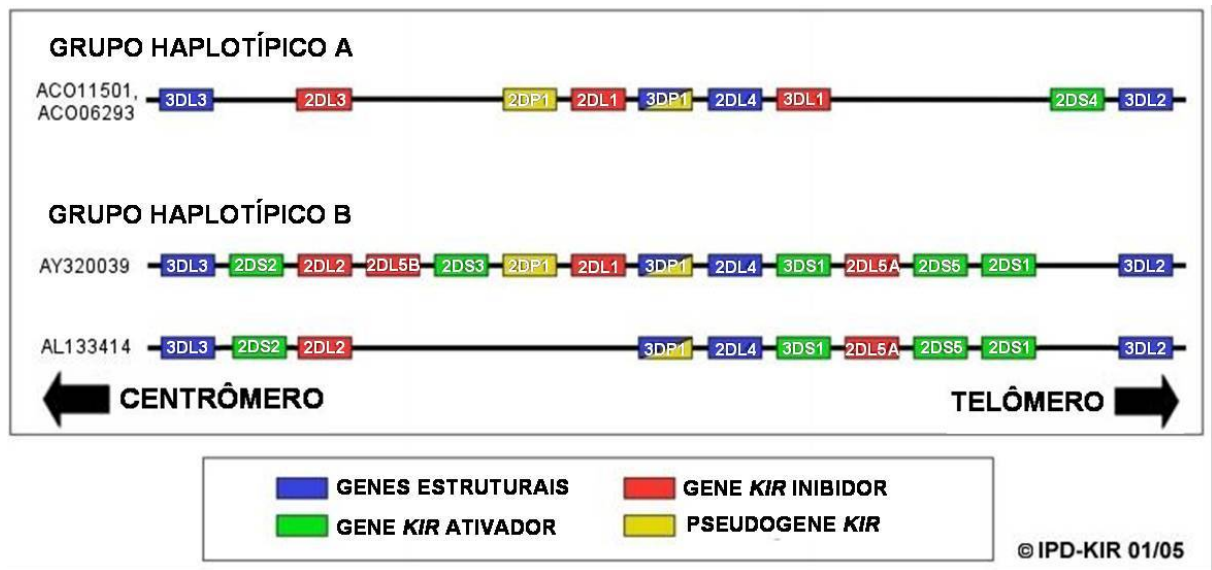 GRUPO HAPLOTÍPICO A
ACO11501,
ACO06293
3DL3 2DL3 2DP1 2DL1 3DP1 2DL4 3DL1 2DS4 3DL2
GRUPO HAPLOTÍPICO B
AY320039 3DL3 2DS2 2DL2 2DL5B 2DS3 2DP1 2DL1 3DP1 2DL4 3DS1 2DL5A 2DS5 2DS1 3DL2
AL133414 3DL3 2DS2 2DL2 3DP1 2DL4 3DS1 2DL5A 2DS5 2DS1 3DL2
CENTRÔMERO TELÔMERO
GENES ESTRUTURAIS GENE KIR INIBIDOR
GENE KIR ATIVADOR PSEUDOGENE KIR
© IPD-KIR 01/05